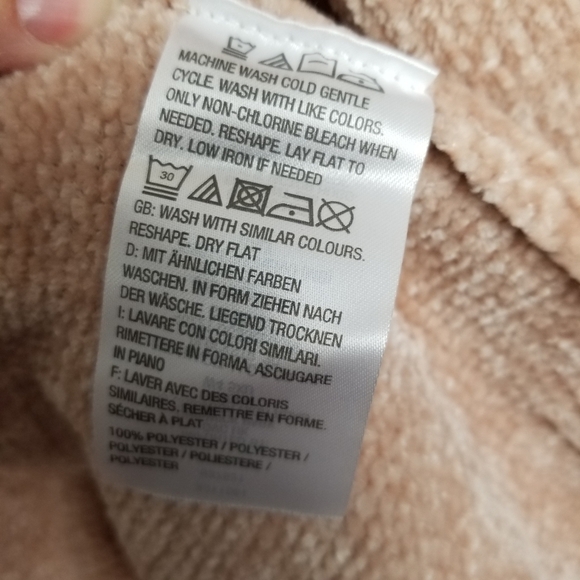 MACHINE WASH COLD GENTLE
CYCLE. WASH WITH LIKE COLORS.
ONLY NON-CHLORINE BLEACH WHEN
NEEDED. RESHAPE. LAY FLAT TO
DRY. LOW IRON IF NEEDED
30
GB: WASH WITH SIMILAR COLOURS.
RESHAPE. DRY FLAT
D: MIT ÄHNLICHEN FARBEN
WASCHEN. IN FORM ZIEHEN NACH
DER WÄSCHE. LIEGEND TROCKNEN
I: LAVARE CON COLORI SIMILARI.
RIMETTERE IN FORMA. ASCIUGARE
IN PIANO
F: LAVER AVEC DES COLORIS
SIMILAIRES. REMETTRE EN FORME.
SÉCHER À PLAT
100% POLYESTER / POLYESTER /
POLYESTER / POLIESTERE /
POLYESTER